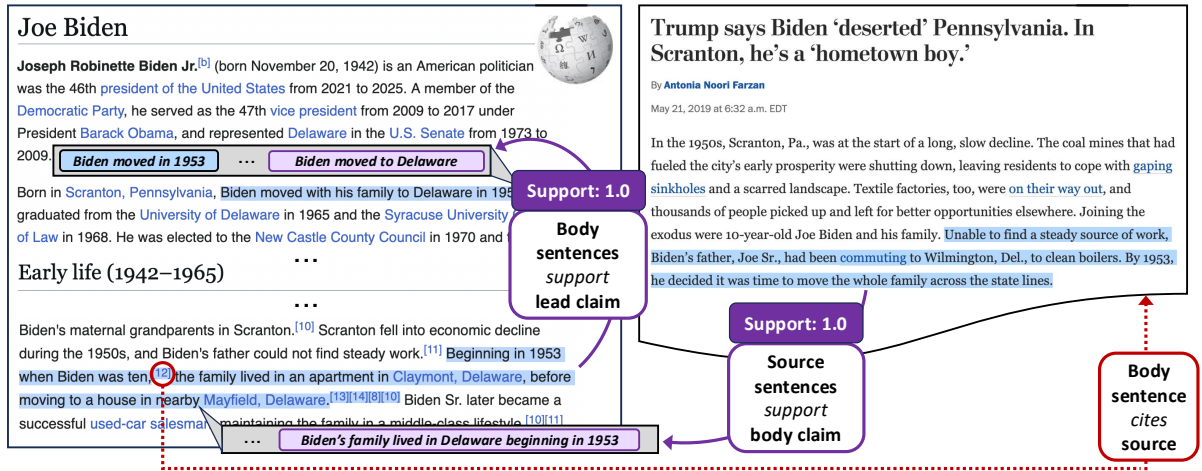 Joe Biden
Joseph Robinette Biden Jr.[b] (born November 20, 1942) is an American politician
was the 46th president of the United States from 2021 to 2025. A member of the
Democratic Party, he served as the 47th vice president from 2009 to 2017 under
President Barack Obama, and represented Delaware in the U.S. Senate from 1973 to
2009.
Biden moved in 1953 ... Biden moved to Delaware
Born in Scranton, Pennsylvania, Biden moved with his family to Delaware in 195
graduated from the University of Delaware in 1965 and the Syracuse University
of Law in 1968. He was elected to the New Castle County Council in 1970 and
...
Early life (1942–1965)
...
Biden's maternal grandparents in Scranton.[10] Scranton fell into economic decline
during the 1950s, and Biden's father could not find steady work.[11] Beginning in 1953
when Biden was ten,[12] the family lived in an apartment in Claymont, Delaware, before
moving to a house in nearby Mayfield, Delaware.[13][14][8][10] Biden Sr. later became a
successful used-car salesman maintaining the family in a middle-class lifestyle.[10][11]
... Biden's family lived in Delaware beginning in 1953
Support: 1.0
Body
sentences
support
lead claim
Trump says Biden ‘deserted’ Pennsylvania. In
Scranton, he’s a ‘hometown boy.’
By Antonia Noori Farzan
May 21, 2019 at 6:32 a.m. EDT
In the 1950s, Scranton, Pa., was at the start of a long, slow decline. The coal mines that had
fueled the city’s early prosperity were shutting down, leaving residents to cope with gaping
sinkholes and a scarred landscape. Textile factories, too, were on their way out, and
thousands of people picked up and left for better opportunities elsewhere. Joining the
exodus were 10-year-old Joe Biden and his family. Unable to find a steady source of work,
Biden’s father, Joe Sr., had been commuting to Wilmington, Del., to clean boilers. By 1953,
he decided it was time to move the whole family across the state lines.
Support: 1.0
Source
sentences
support
body claim
Body
sentence
cites
source